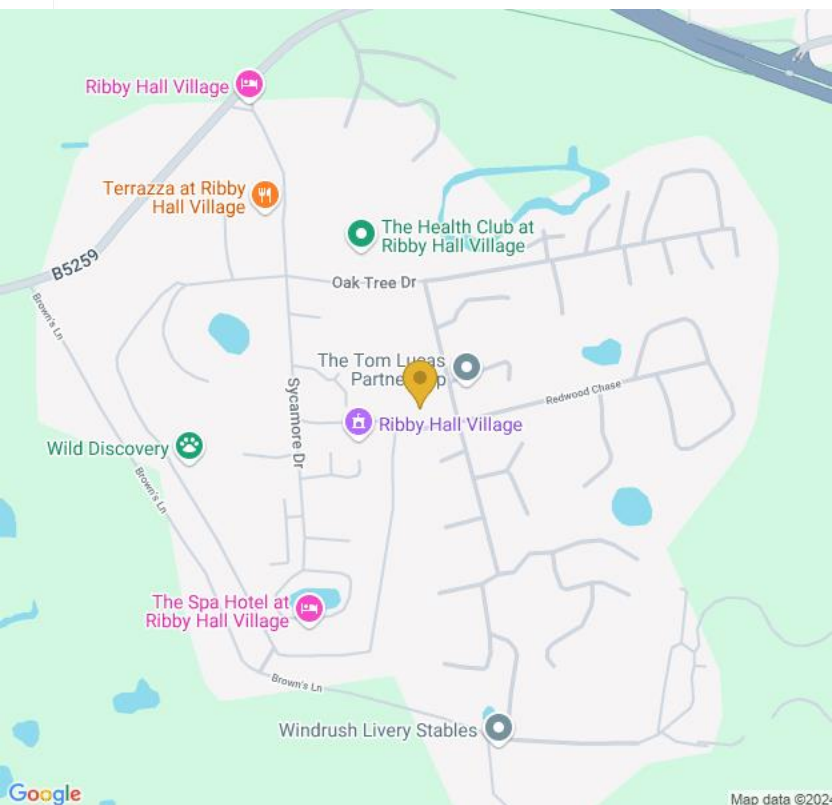 Ribby Hall Village
Terrazza at Ribby
Hall Village
The Health Club at
Ribby Hall Village
B5259
Oak Tree Dr
Brown's Ln
The Tom Lucas
Partnership
Redwood Chase
Sycamore Dr
Ribby Hall Village
Wild Discovery
Brown's Ln
The Spa Hotel at
Ribby Hall Village
Brown's Ln
Windrush Livery Stables
Google
Map data ©2024